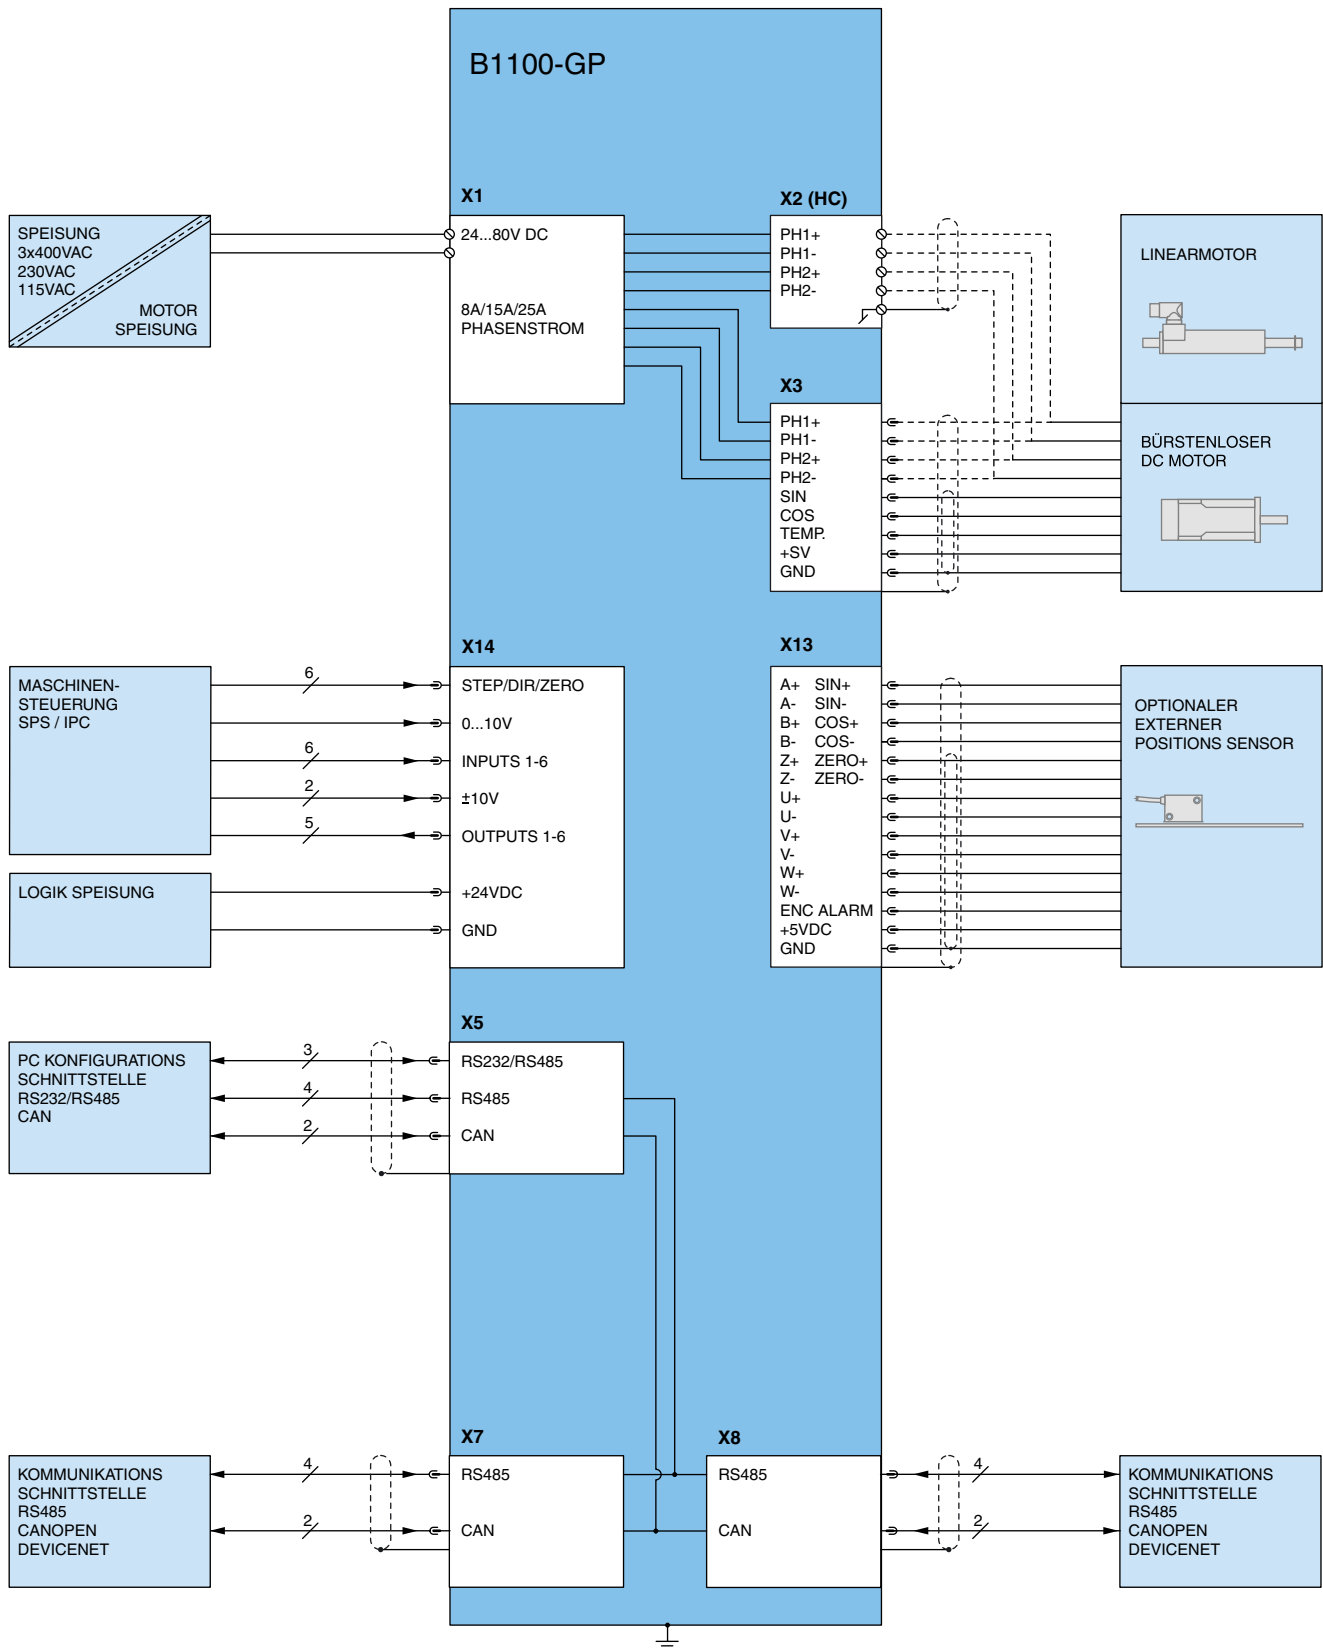 B1100-GP
X1
X2 (HC)
SPEISUNG
3x400VAC
230VAC
115VAC
MOTOR
SPEISUNG
24...80V DC
8A/15A/25A
PHASENSTROM
PH1+
PH1-
PH2+
PH2-
LINEARMOTOR
X3
PH1+
PH1-
PH2+
PH2-
SIN
COS
TEMP.
+SV
GND
BÜRSTENLOSER
DC MOTOR
X14
X13
MASCHINEN-
STEUERUNG
SPS / IPC
6
6
2
5
STEP/DIR/ZERO
0...10V
INPUTS 1-6
±10V
OUTPUTS 1-6
LOGIK SPEISUNG
+24VDC
GND
A+ SIN+
A- SIN-
B+ COS+
B- COS-
Z+ ZERO+
Z- ZERO-
U+
U-
V+
V-
W+
W-
ENC ALARM
+5VDC
GND
OPTIONALER
EXTERNER
POSITIONS SENSOR
X5
PC KONFIGURATIONS
SCHNITTSTELLE
RS232/RS485
CAN
3
4
2
RS232/RS485
RS485
CAN
X7
X8
KOMMUNIKATIONS
SCHNITTSTELLE
RS485
CANOPEN
DEVICENET
4
2
RS485
CAN
RS485
CAN
4
2
KOMMUNIKATIONS
SCHNITTSTELLE
RS485
CANOPEN
DEVICENET